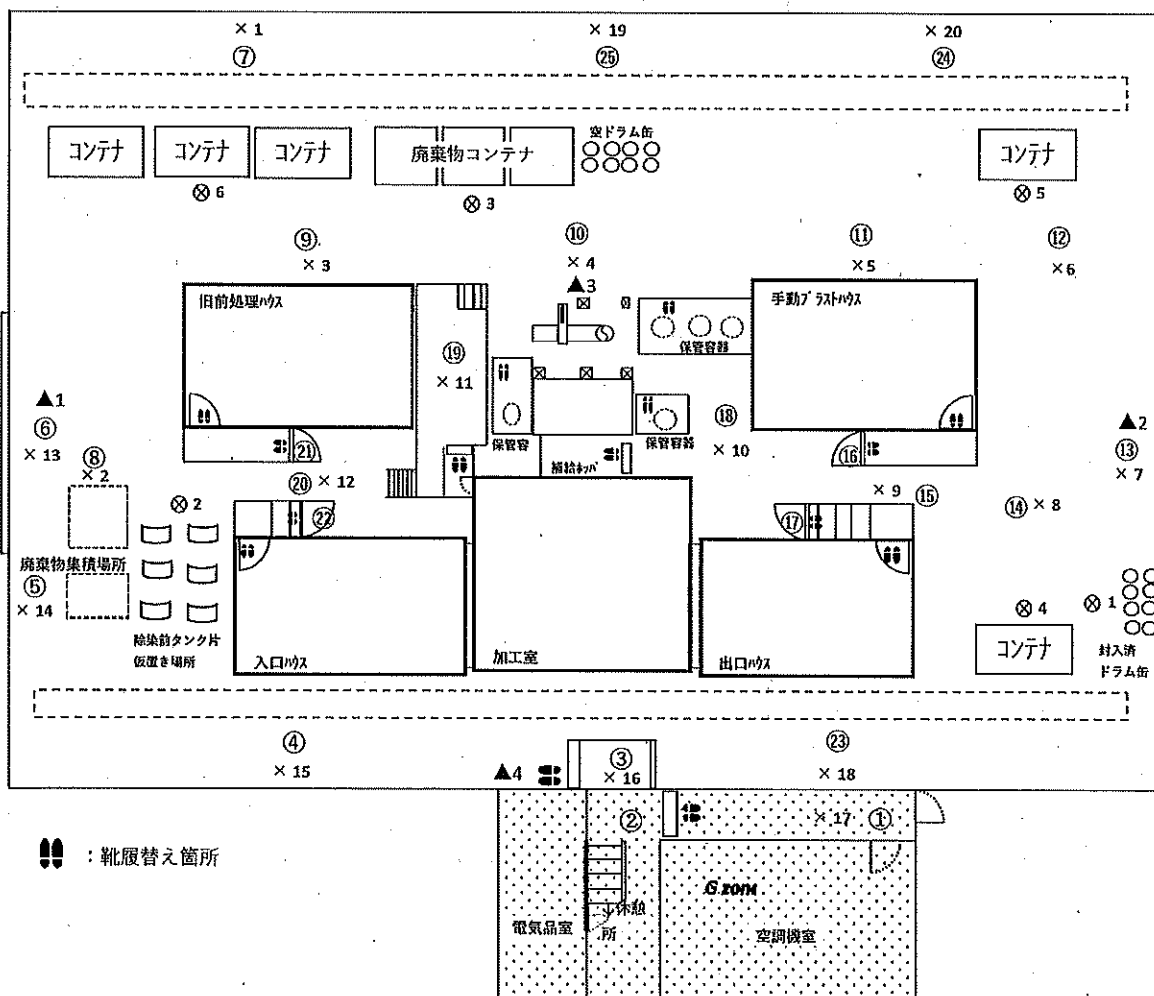 × 1
× 19
× 20
⑦
㉕
㉔
コンテナ
コンテナ
コンテナ
廃棄物コンテナ
空ドラム缶
コンテナ
⊗ 6
⊗ 3
⊗ 5
⑨
⑩
⑪
⑫
× 3
× 4
×5
×6
▲3
旧前処理ハウス
手動ブラストハウス
保管容器
⑲
× 11
▲1
⑥
× 13
⑧
× 2
⊗ 2
保管容
保管容器
⑱
× 10
▲2
⑬
× 7
㉑
⑯
補給ホッパ
⑳
× 12
× 9
⑮
⑭
× 8
㉒
⑰
廃棄物集積場所
⑤
× 14
除染前タンク片
仮置き場所
入口ハウス
加工室
出口ハウス
⊗ 4
⊗ 1
コンテナ
封入済
ドラム缶
④
× 15
▲4
③
× 16
㉓
× 18
②
× 17
①
:靴履替え箇所
G zone
電気品室
休憩
所
空調機室